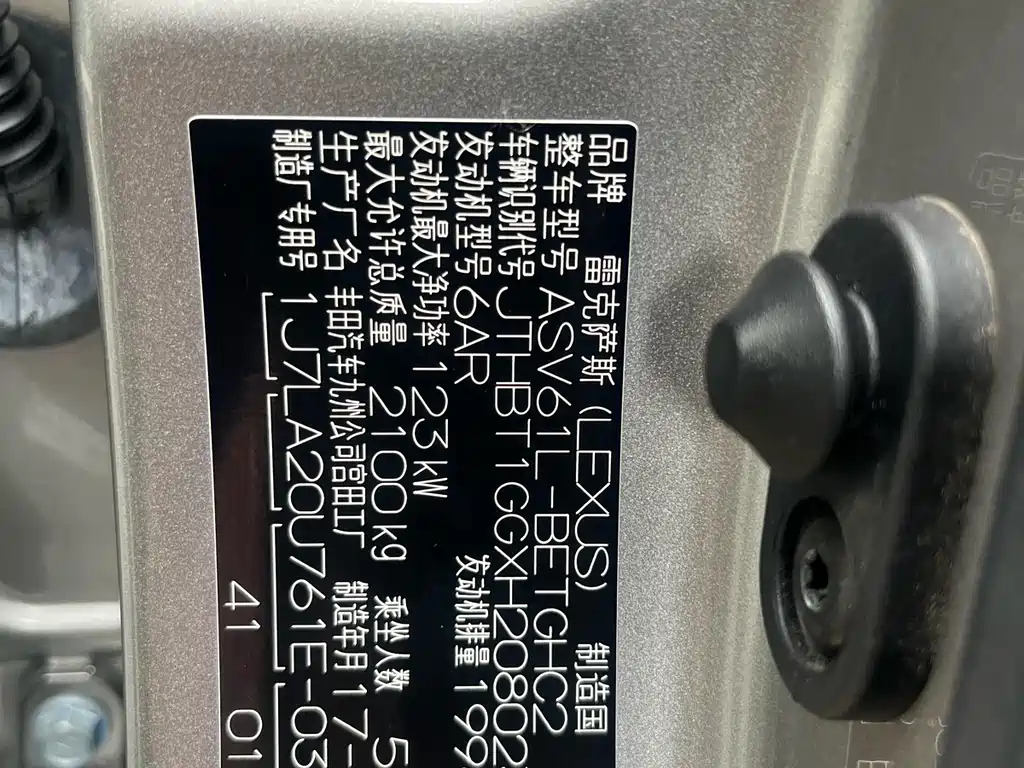 品牌 雷克萨斯 (LEXUS) 制造国
整车型号 ASV61L-BETGHC2
车辆识别代号 JTHBT1GGXH20802
发动机型号 6AR 发动机排量 199
发动机最大净功率 123kW
最大允许总质量 2100kg 乘坐人数 5
生产厂名 丰田汽车九州公司宫田工厂 制造年月 17-
制造厂专用号 1J7LA20U761E-03
41 01